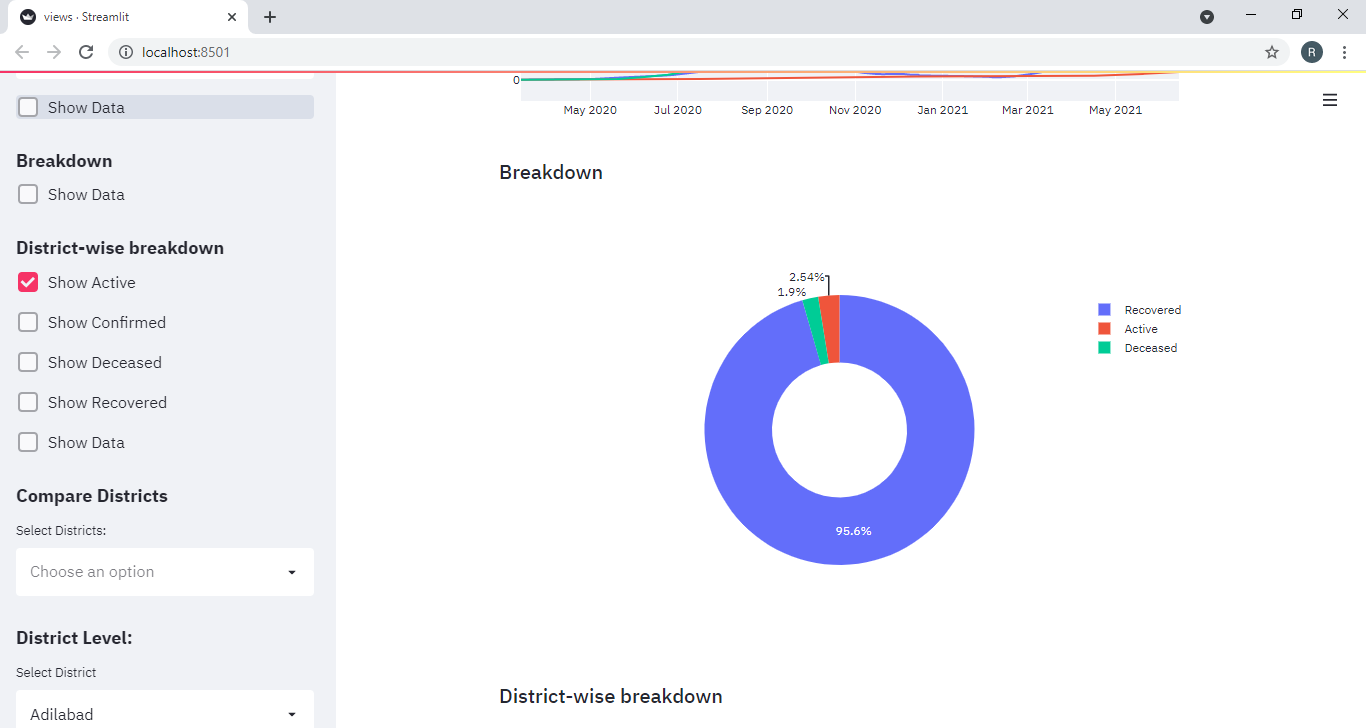 views · Streamlit
localhost:8501
R
Show Data
Breakdown
Show Data
District-wise breakdown
Show Active
Show Confirmed
Show Deceased
Show Recovered
Show Data
Compare Districts
Select Districts:
Choose an option
District Level:
Select District
Adilabad
0
May 2020 Jul 2020 Sep 2020 Nov 2020 Jan 2021 Mar 2021 May 2021
Breakdown
2.54%
1.9%
95.6%
Recovered
Active
Deceased
District-wise breakdown